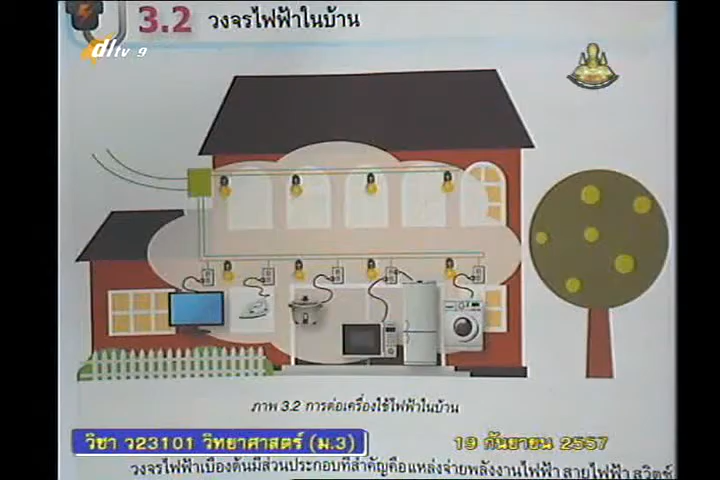 3.2 วงจรไฟฟ้าในบ้าน
dltv 9
ภาพ 3.2 การต่อเครื่องใช้ไฟฟ้าในบ้าน
วิชา ว23101 วิทยาศาสตร์ (ม.3)
19 กันยายน 2557
วงจรไฟฟ้าเบื้องต้นมีส่วนประกอบที่สำคัญคือแหล่งจ่ายพลังงานไฟฟ้า สายไฟฟ้า สวิตช์